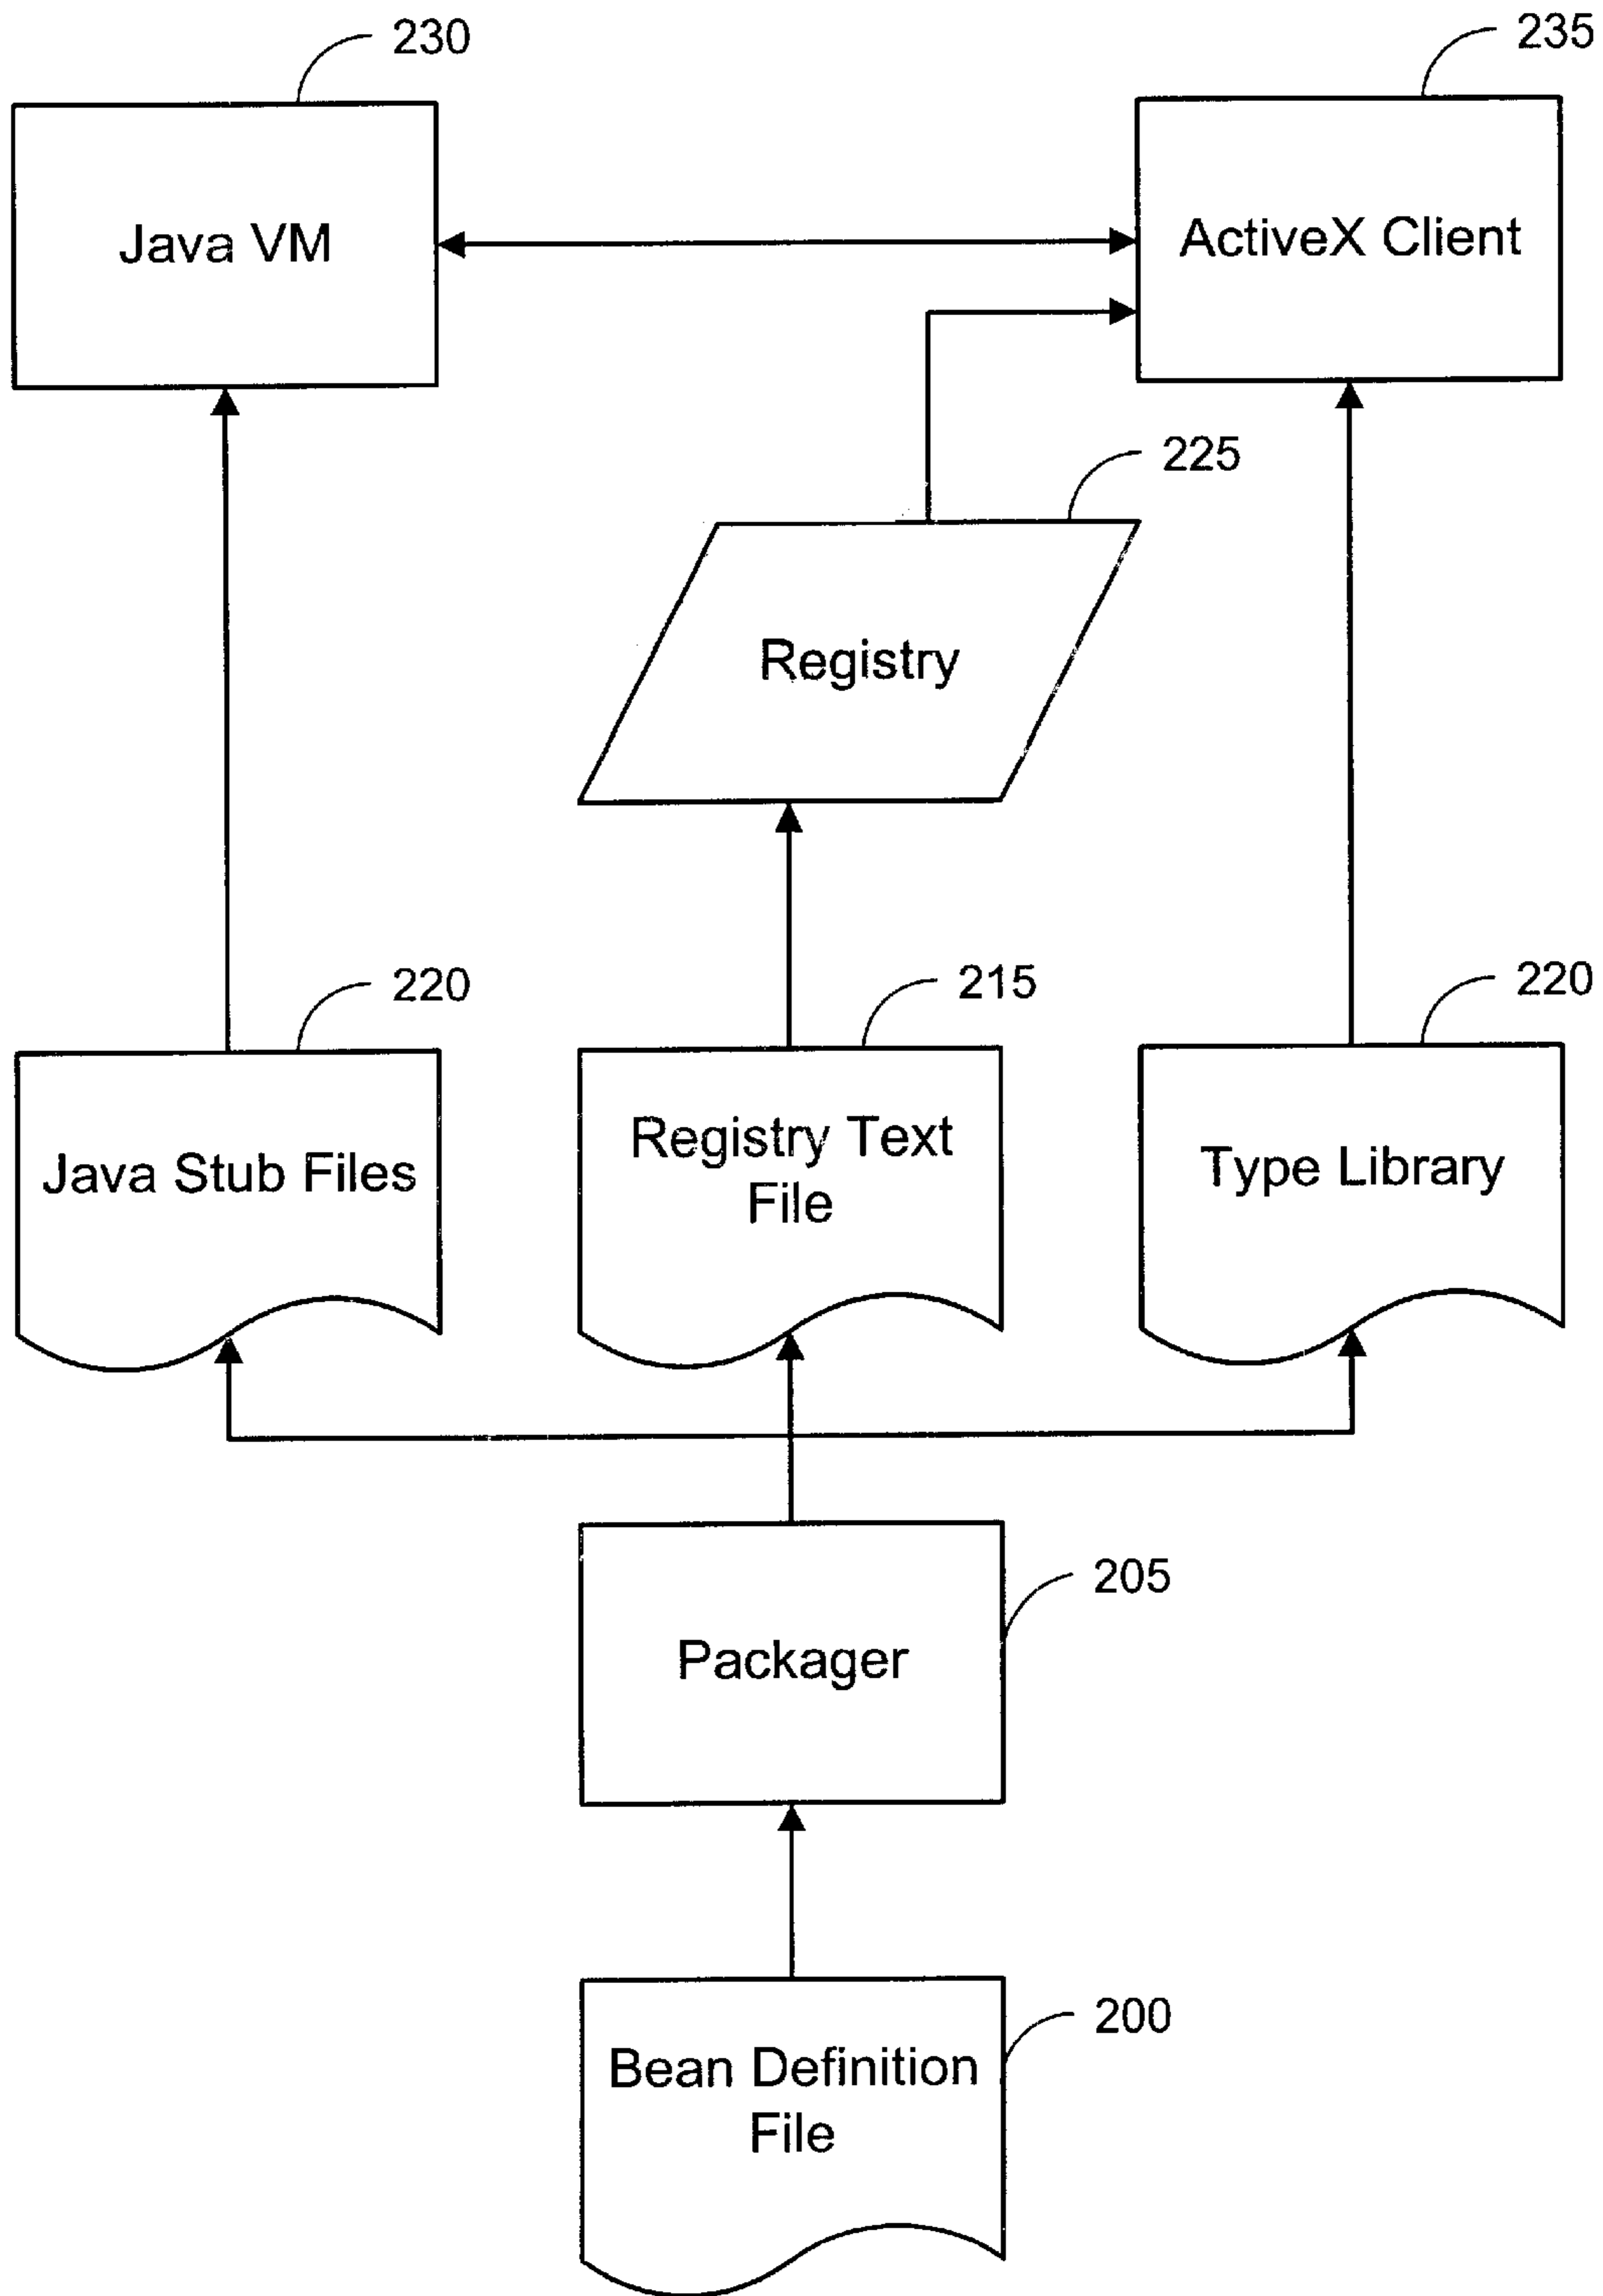 230
235
Java VM
ActiveX Client
225
Registry
220
215
220
Java Stub Files
Registry Text
File
Type Library
205
Packager
200
Bean Definition
File